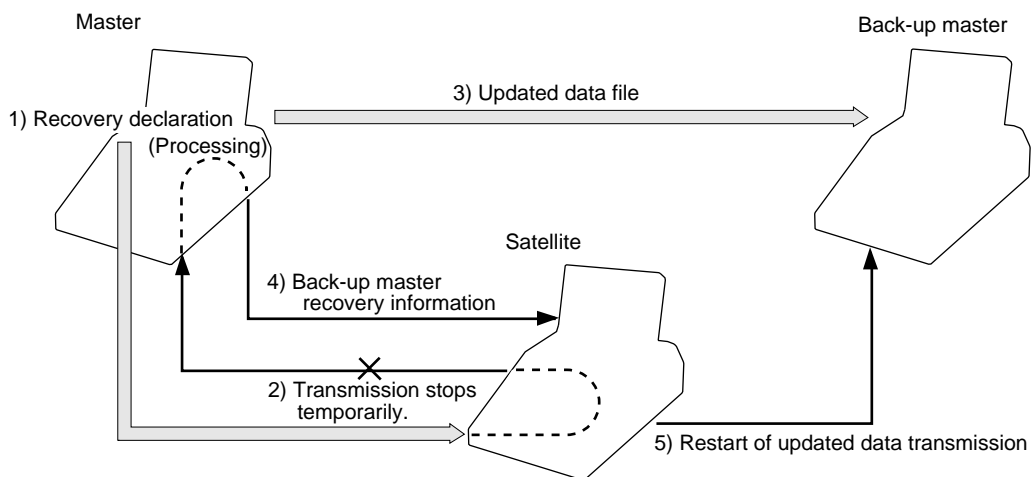 Master
Back-up master
3) Updated data file
1) Recovery declaration
(Processing)
Satellite
4) Back-up master
recovery information
2) Transmission stops
temporarily.
5) Restart of updated data transmission